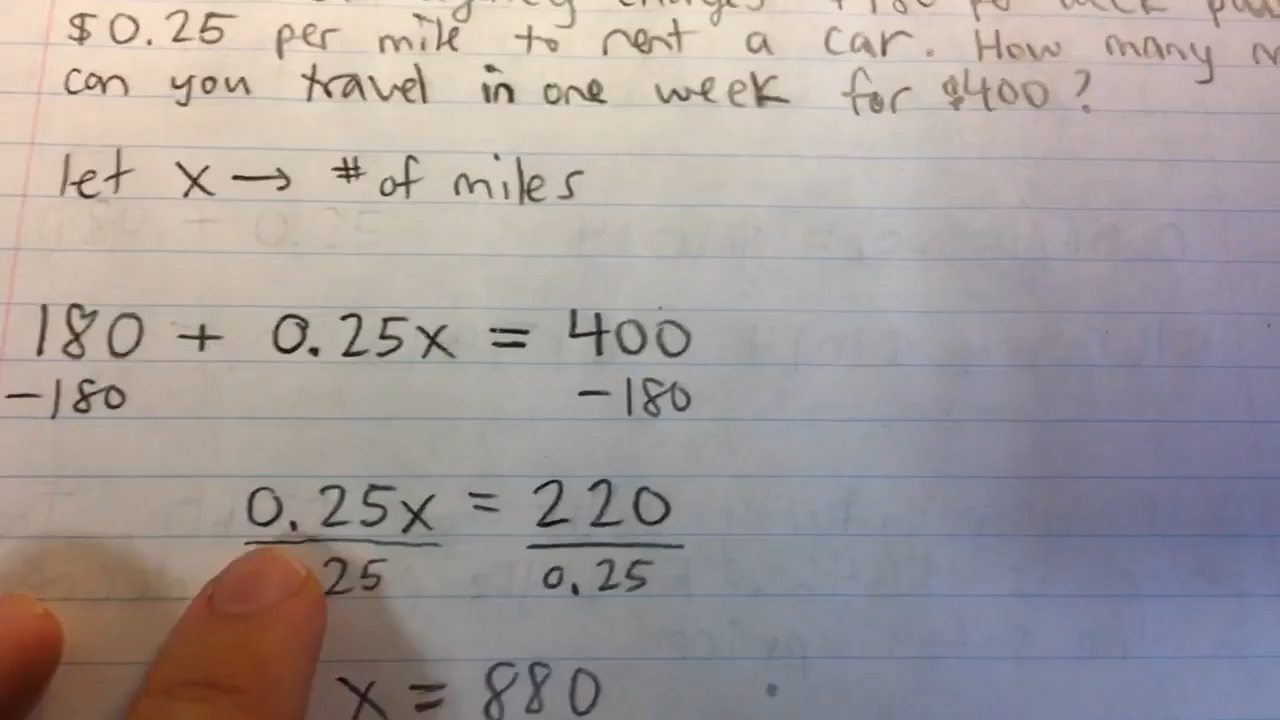 $0.25 per mile to rent a car. How many
can you travel in one week for $400?
let x → # of miles
180 + 0.25x = 400
-180 -180
0.25x = 220
25 0.25
x = 880